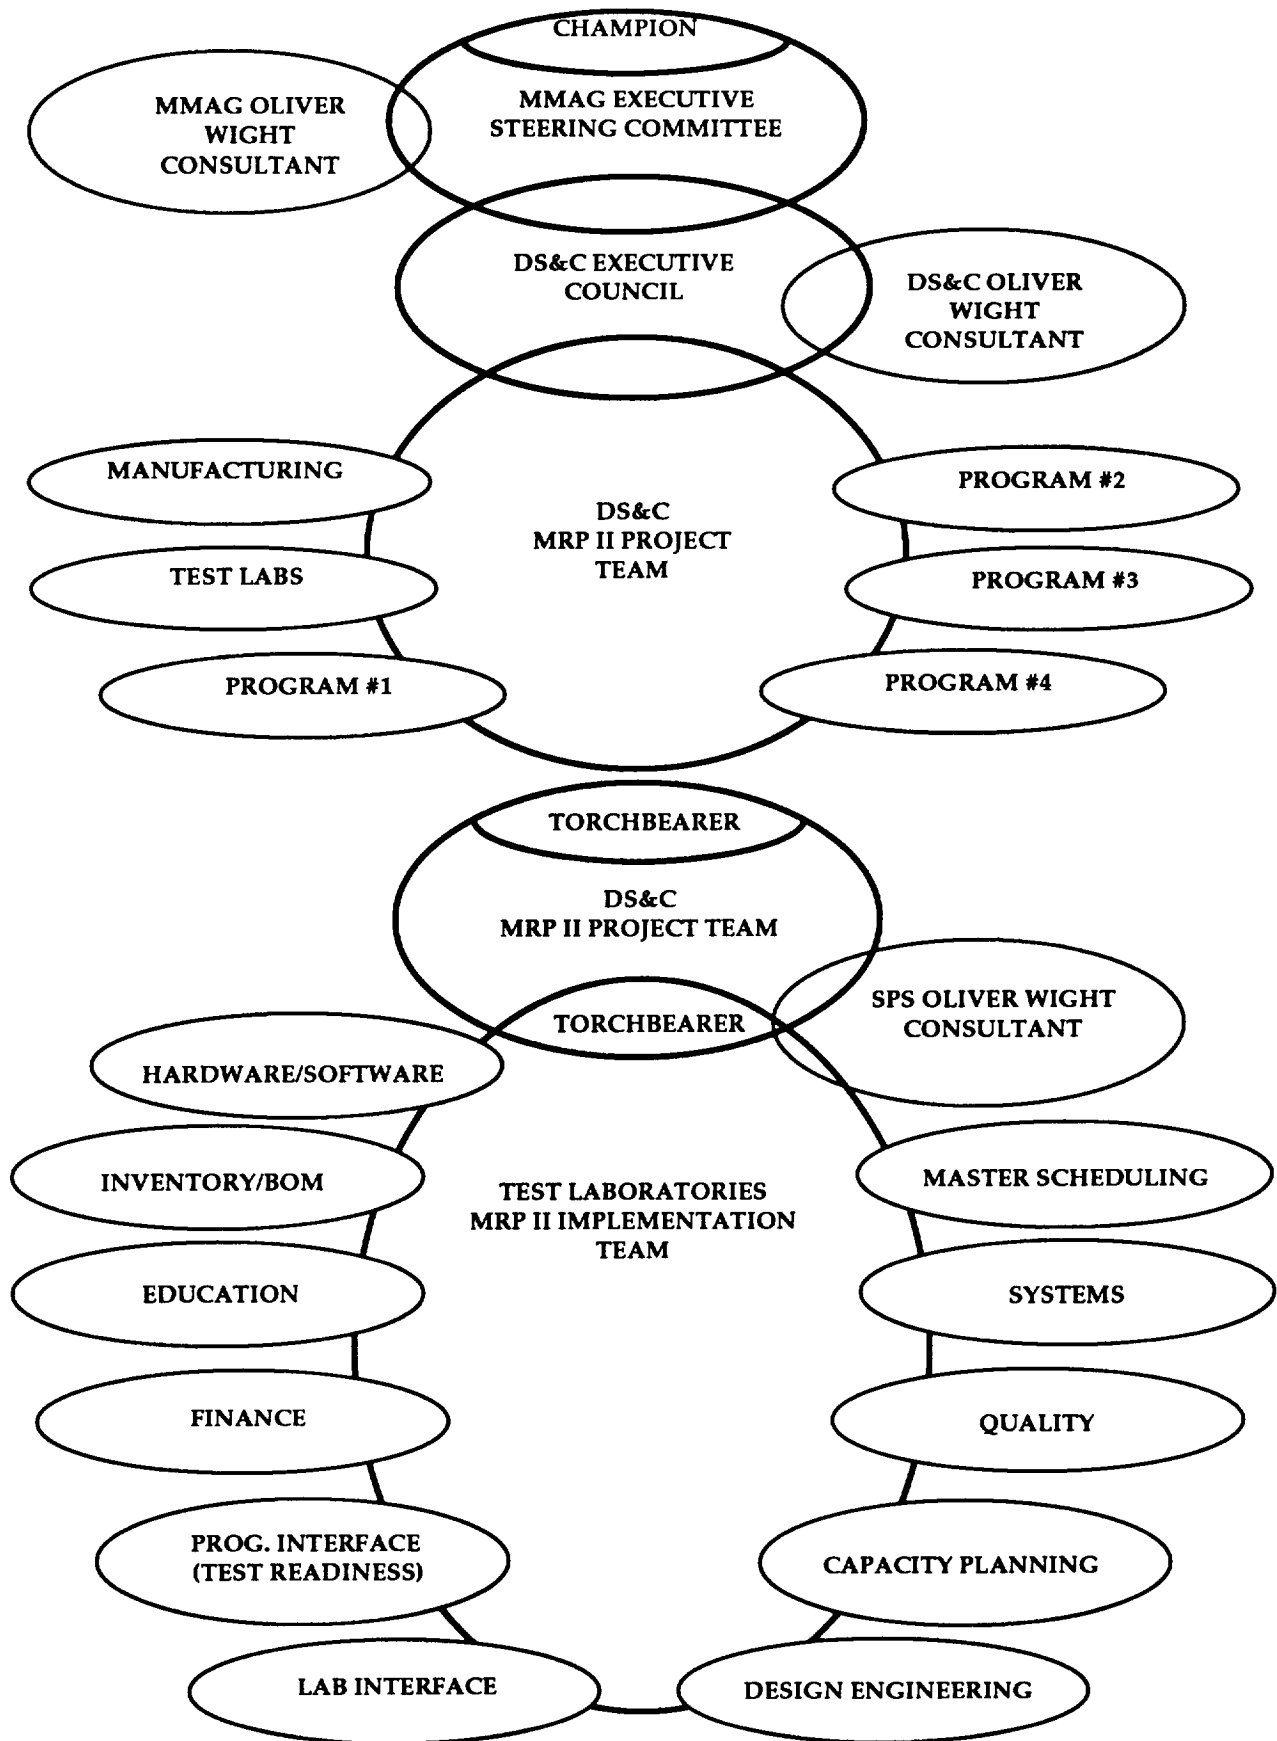 CHAMPION
MMAG EXECUTIVE
STEERING COMMITTEE
MMAG OLIVER
WIGHT
CONSULTANT
DS&C EXECUTIVE
COUNCIL
DS&C OLIVER
WIGHT
CONSULTANT
MANUFACTURING
TEST LABS
PROGRAM #1
DS&C
MRP II PROJECT
TEAM
PROGRAM #2
PROGRAM #3
PROGRAM #4
TORCHBEARER
DS&C
MRP II PROJECT TEAM
TORCHBEARER
SPS OLIVER WIGHT
CONSULTANT
HARDWARE/SOFTWARE
INVENTORY/BOM
EDUCATION
FINANCE
PROG. INTERFACE
(TEST READINESS)
LAB INTERFACE
TEST LABORATORIES
MRP II IMPLEMENTATION
TEAM
MASTER SCHEDULING
SYSTEMS
QUALITY
CAPACITY PLANNING
DESIGN ENGINEERING